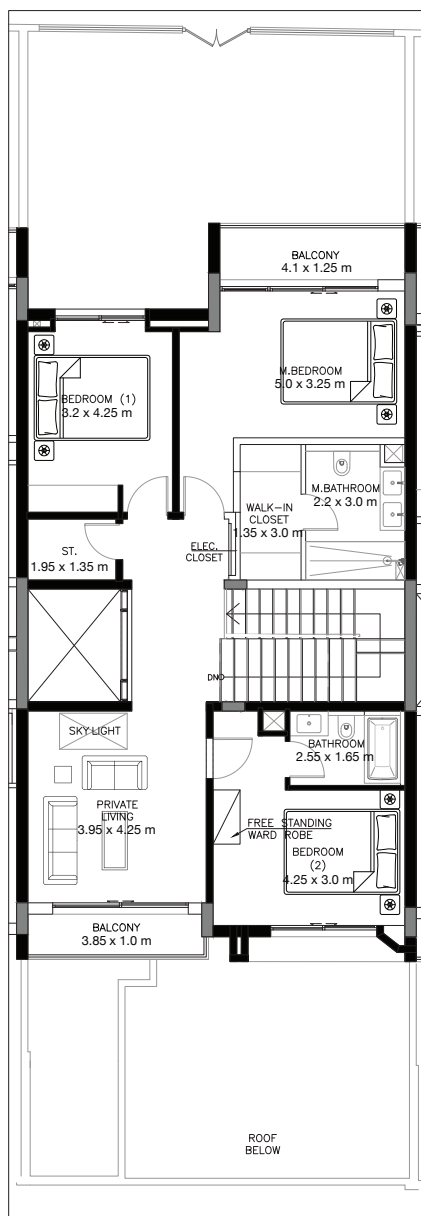 BALCONY
4.1 x 1.25 m
M.BEDROOM
5.0 x 3.25 m
BEDROOM (1)
3.2 x 4.25 m
M.BATHROOM
2.2 x 3.0 m
WALK-IN
CLOSET
1.35 x 3.0 m
ELEC.
CLOSET
ST.
1.95 x 1.35 m
DN
SKY LIGHT
BATHROOM
2.55 x 1.65 m
PRIVATE
LIVING
3.95 x 4.25 m
FREE STANDING
WARD ROBE
BEDROOM
(2)
4.25 x 3.0 m
BALCONY
3.85 x 1.0 m
ROOF
BELOW